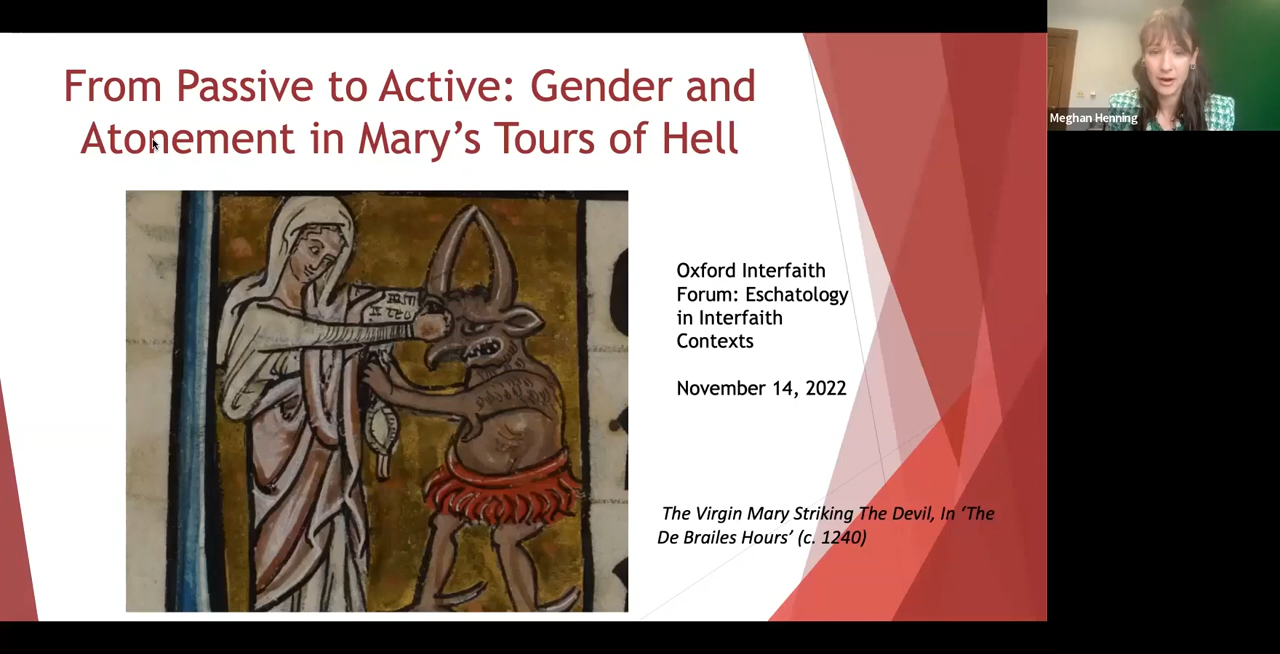 From Passive to Active: Gender and
Atonement in Mary’s Tours of Hell
Meghan Henning
Oxford Interfaith
Forum: Eschatology
in Interfaith
Contexts
November 14, 2022
The Virgin Mary Striking The Devil, In ‘The
De Brailes Hours’ (c. 1240)